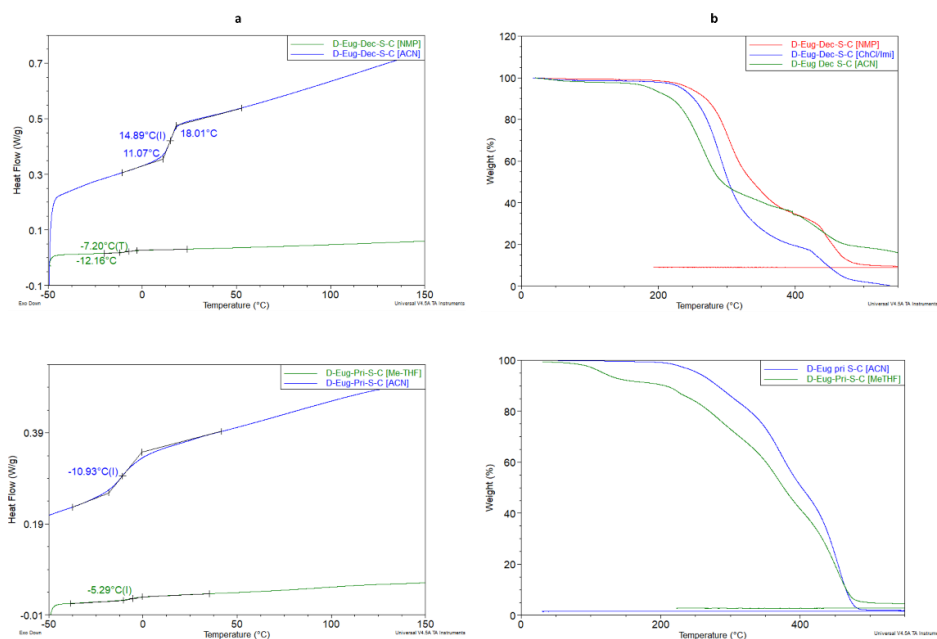 a
b
D-Eug-Dec-S-C [NMP]
D-Eug-Dec-S-C [ACN]
0.7
0.5
0.3
0.1
-0.1
Heat Flow (W/g)
14.89°C(I)
18.01°C
11.07°C
-7.20°C(T)
-12.16°C
-50
0
50
100
150
Exo Down
Temperature (°C)
Universal V4.5A TA Instruments
D-Eug-Dec-S-C [NMP]
D-Eug-Dec-S-C [ChCl/Imi]
D-Eug Dec S-C [ACN]
120
100
80
60
40
20
0
Weight (%)
0
200
400
Temperature (°C)
Universal V4.5A TA Instruments
D-Eug-Pri-S-C [Me-THF]
D-Eug-Pri-S-C [ACN]
0.39
0.19
-0.01
Heat Flow (W/g)
-10.93°C(I)
-5.29°C(I)
-50
0
50
100
150
Exo Down
Temperature (°C)
Universal V4.5A TA Instruments
D-Eug pri S-C [ACN]
D-Eug-Pri-S-C [MeTHF]
100
80
60
40
20
0
Weight (%)
0
200
400
Temperature (°C)
Universal V4.5A TA Instruments